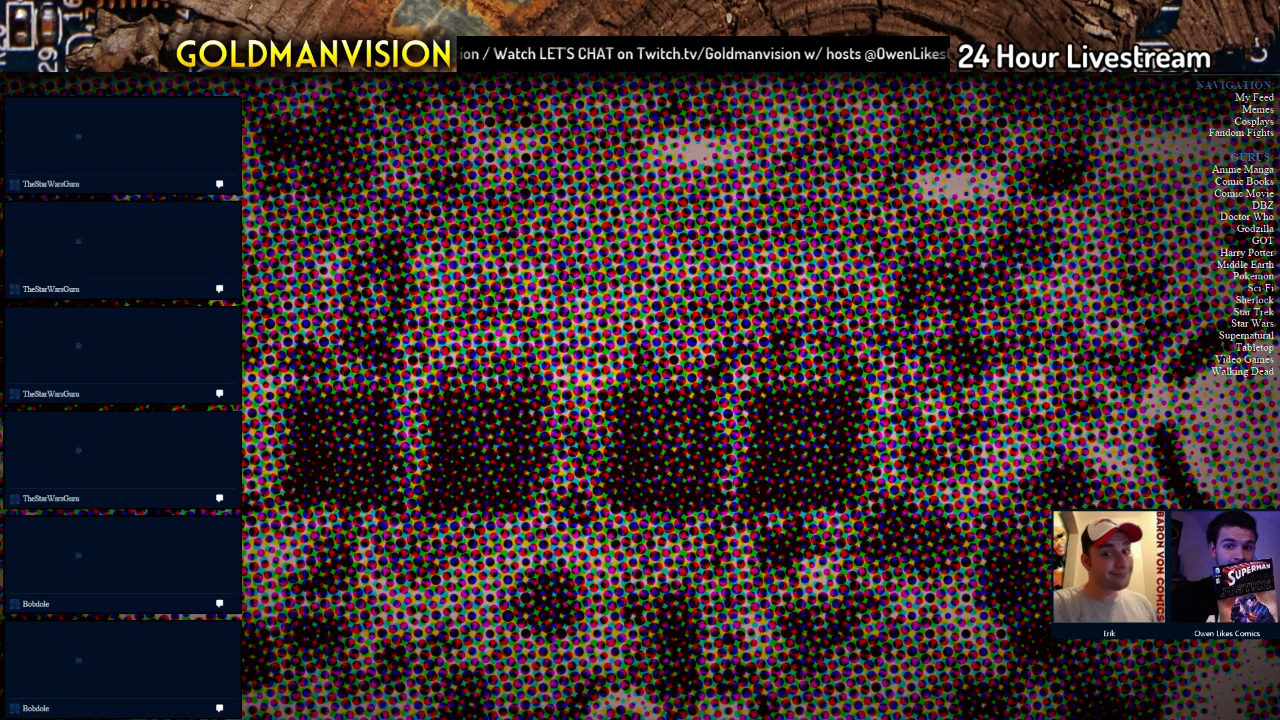 GOLDMANVISION
ion / Watch LET'S CHAT on Twitch.tv/Goldmanvision w/ hosts @OwenLikes
24 Hour Livestream
NAVIGATION:
My Feed
Memes
Cosplays
Fandom Fights
GURUS:
Anime Manga
Comic Books
Comic Movie
DBZ
Doctor Who
Godzilla
GOT
Harry Potter
Middle Earth
Pokemon
Sci-Fi
Sherlock
Star Trek
Star Wars
Supernatural
Tabletop
Video Games
Walking Dead
TheStarWarsGuru
TheStarWarsGuru
TheStarWarsGuru
TheStarWarsGuru
Bobdole
Bobdole
BARON VON COMICS
SUPERMAN
Erik
Owen Likes Comics